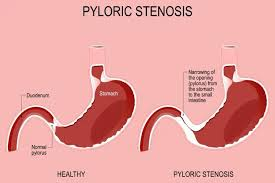 PYLORIC STENOSIS
Duodenum
Stomach
Normal
pylorus
HEALTHY
Narrowing of
the opening
(pylorus) from
the stomach
to the small
intestine
PYLORIC STENOSIS